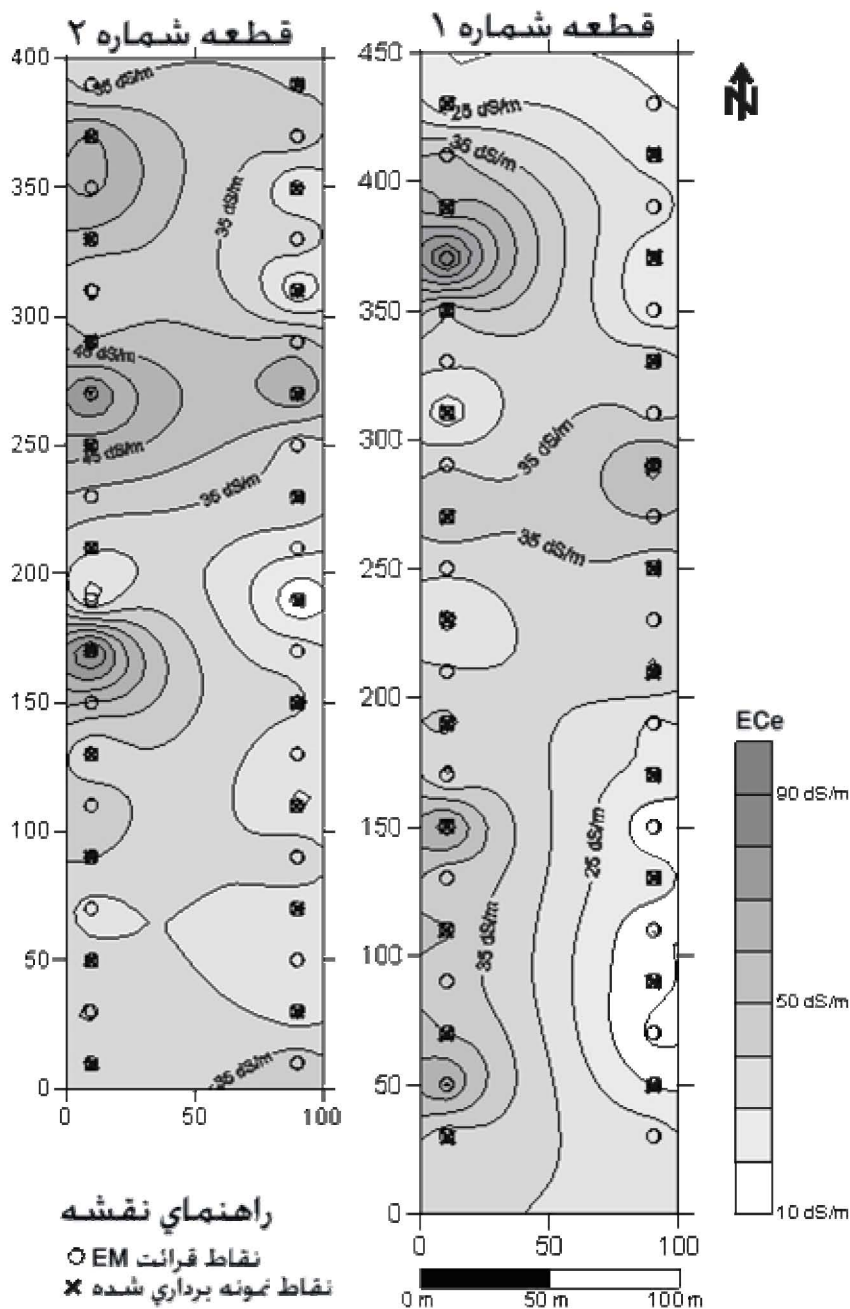 قطعه شماره ۲
400
350
300
250
200
150
100
50
0
0 50 100
35 dS/m
35 dS/m
45 dS/m
45 dS/m
35 dS/m
35 dS/m
قطعه شماره ۱
450
400
350
300
250
200
150
100
50
0
0 50 100
25 dS/m
35 dS/m
35 dS/m
35 dS/m
25 dS/m
35 dS/m
N
ECe
90 dS/m
50 dS/m
10 dS/m
راهنماي نقشه
نقاط قرائت EM
نقاط نمونه برداري شده
0 m 50 m 100 m